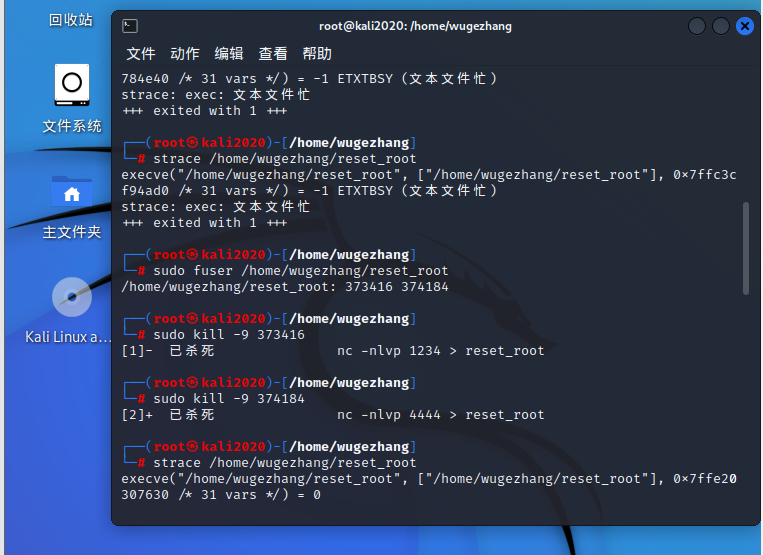 回收站
文件系统
主文件夹
Kali Linux a...
root@kali2020: /home/wugezhang
文件 动作 编辑 查看 帮助
784e40 /* 31 vars */) = -1 ETXTBSY (文本文件忙)
strace: exec: 文本文件忙
+++ exited with 1 +++
┌──(root㉿kali2020)-[/home/wugezhang]
└─# strace /home/wugezhang/reset_root
execve("/home/wugezhang/reset_root", ["/home/wugezhang/reset_root"], 0×7ffc3c
f94ad0 /* 31 vars */) = -1 ETXTBSY (文本文件忙)
strace: exec: 文本文件忙
+++ exited with 1 +++
┌──(root㉿kali2020)-[/home/wugezhang]
└─# sudo fuser /home/wugezhang/reset_root
/home/wugezhang/reset_root: 373416 374184
┌──(root㉿kali2020)-[/home/wugezhang]
└─# sudo kill -9 373416
[1]-  已杀死               nc -nlvp 1234 > reset_root
┌──(root㉿kali2020)-[/home/wugezhang]
└─# sudo kill -9 374184
[2]+  已杀死               nc -nlvp 4444 > reset_root
┌──(root㉿kali2020)-[/home/wugezhang]
└─# strace /home/wugezhang/reset_root
execve("/home/wugezhang/reset_root", ["/home/wugezhang/reset_root"], 0×7ffe20
307630 /* 31 vars */) = 0